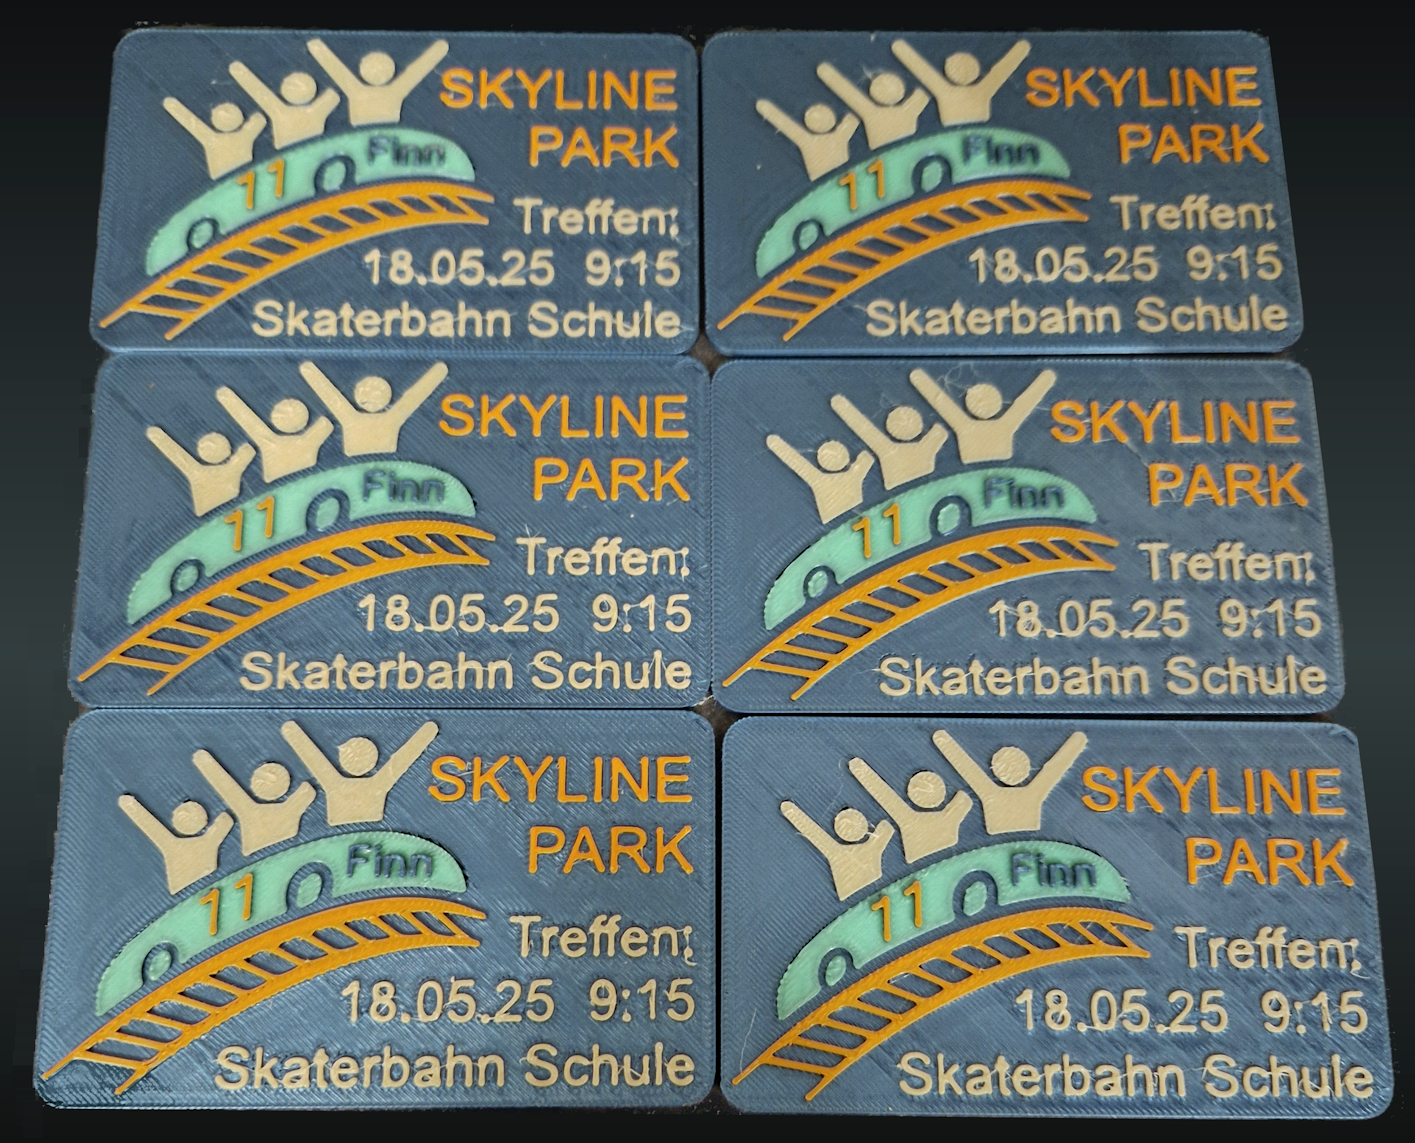 SKYLINE
PARK
Finn
11
Treffen:
18.05.25 9:15
Skaterbahn Schule
SKYLINE
PARK
Finn
11
Treffen:
18.05.25 9:15
Skaterbahn Schule
SKYLINE
PARK
Finn
11
Treffen:
18.05.25 9:15
Skaterbahn Schule
SKYLINE
PARK
Finn
11
Treffen:
18.05.25 9:15
Skaterbahn Schule
SKYLINE
PARK
Finn
11
Treffen:
18.05.25 9:15
Skaterbahn Schule
SKYLINE
PARK
Finn
11
Treffen:
18.05.25 9:15
Skaterbahn Schule